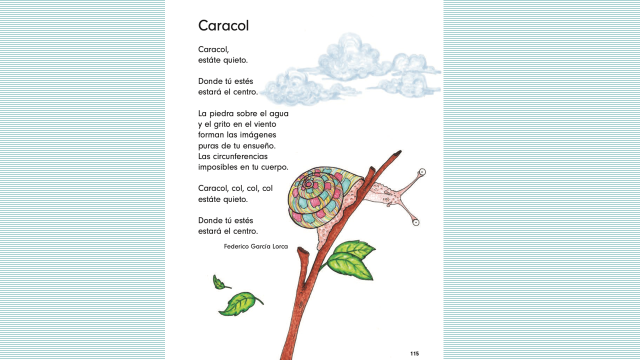 Caracol
Caracol,
estáte quieto.
Donde tú estés
estará el centro.
La piedra sobre el agua
y el grito en el viento
forman las imágenes
puras de tu ensueño.
Las circunferencias
imposibles en tu cuerpo.
Caracol, col, col, col
estáte quieto.
Donde tú estés
estará el centro.
Federico García Lorca
115